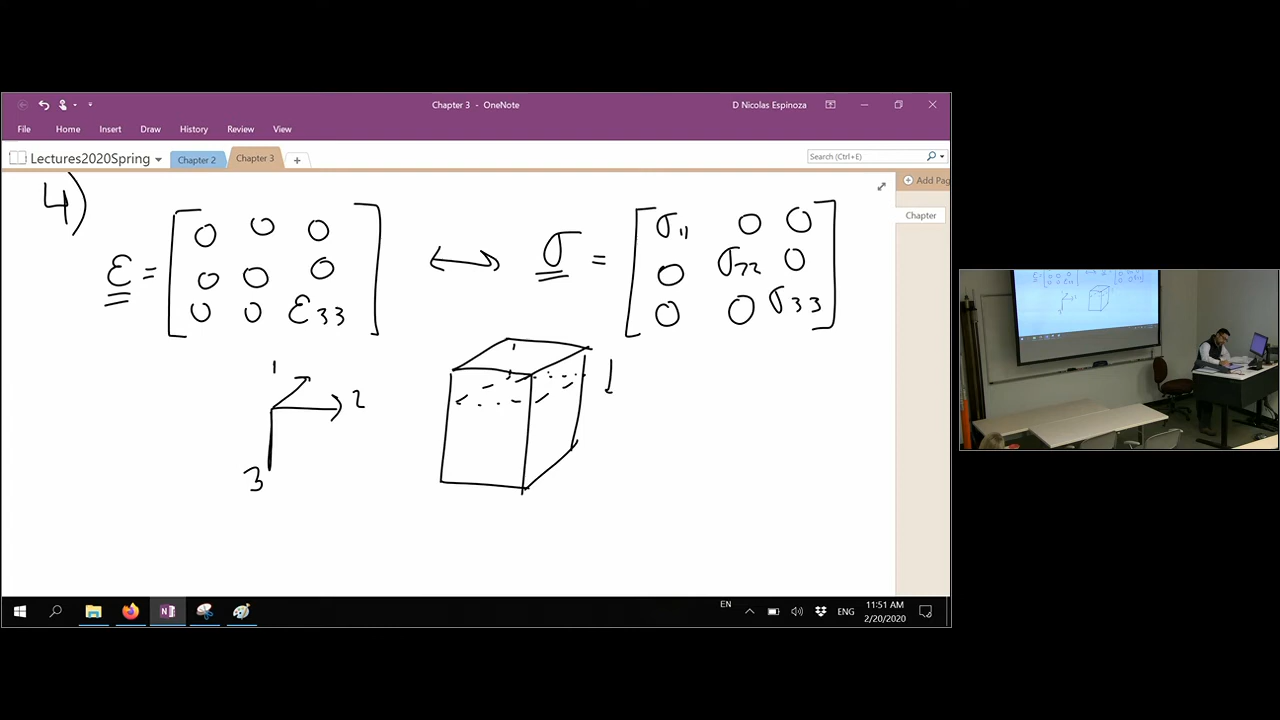 Chapter 3 - OneNote
D Nicolas Espinoza
File Home Insert Draw History Review View
Lectures2020Spring
Chapter 2
Chapter 3
Search (Ctrl+E)
Add Pag
Chapter
4)
ε = [0 0 0 ↔ σ = [σ11 0 0
0 0 0 0 σ22 0
0 0 ε33] 0 0 σ33]
1
2
3
EN
ENG
11:51 AM
2/20/2020